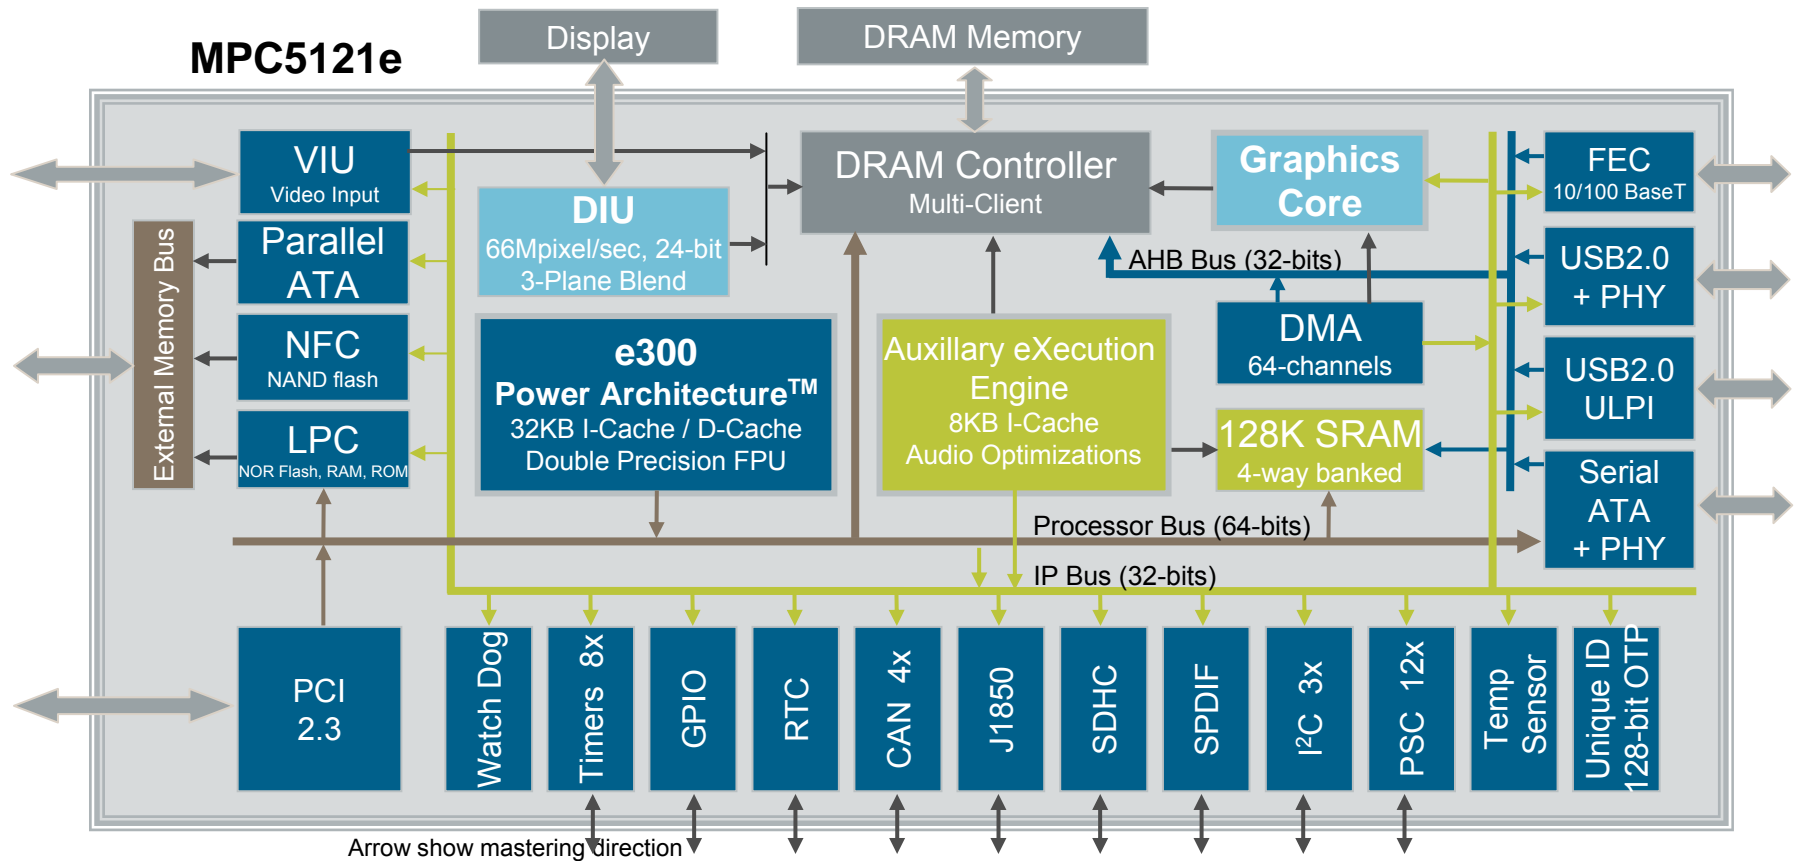 MPC5121e
Display
DRAM Memory
VIU
Video Input
DIU
66Mpixel/sec, 24-bit
3-Plane Blend
DRAM Controller
Multi-Client
Graphics
Core
FEC
10/100 BaseT
External Memory Bus
Parallel
ATA
NFC
NAND flash
LPC
NOR Flash, RAM, ROM
e300
Power Architecture™
32KB I-Cache / D-Cache
Double Precision FPU
Auxillary eXecution
Engine
8KB I-Cache
Audio Optimizations
AHB Bus (32-bits)
DMA
64-channels
128K SRAM
4-way banked
USB2.0
+ PHY
USB2.0
ULPI
Serial
ATA
+ PHY
Processor Bus (64-bits)
IP Bus (32-bits)
PCI
2.3
Watch Dog
Timers 8x
GPIO
RTC
CAN 4x
J1850
SDHC
SPDIF
I²C 3x
PSC 12x
Temp
Sensor
Unique ID
128-bit OTP
Arrow show mastering direction